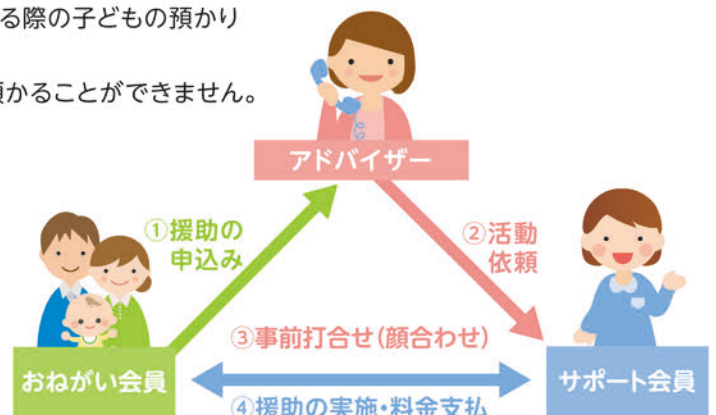 る際の子どもの預かり
預かることができません。
アドバイザー
①援助の
申込み
②活動
依頼
③事前打合せ(顔合わせ)
おねがい会員
サポート会員
④援助の実施・料金支払